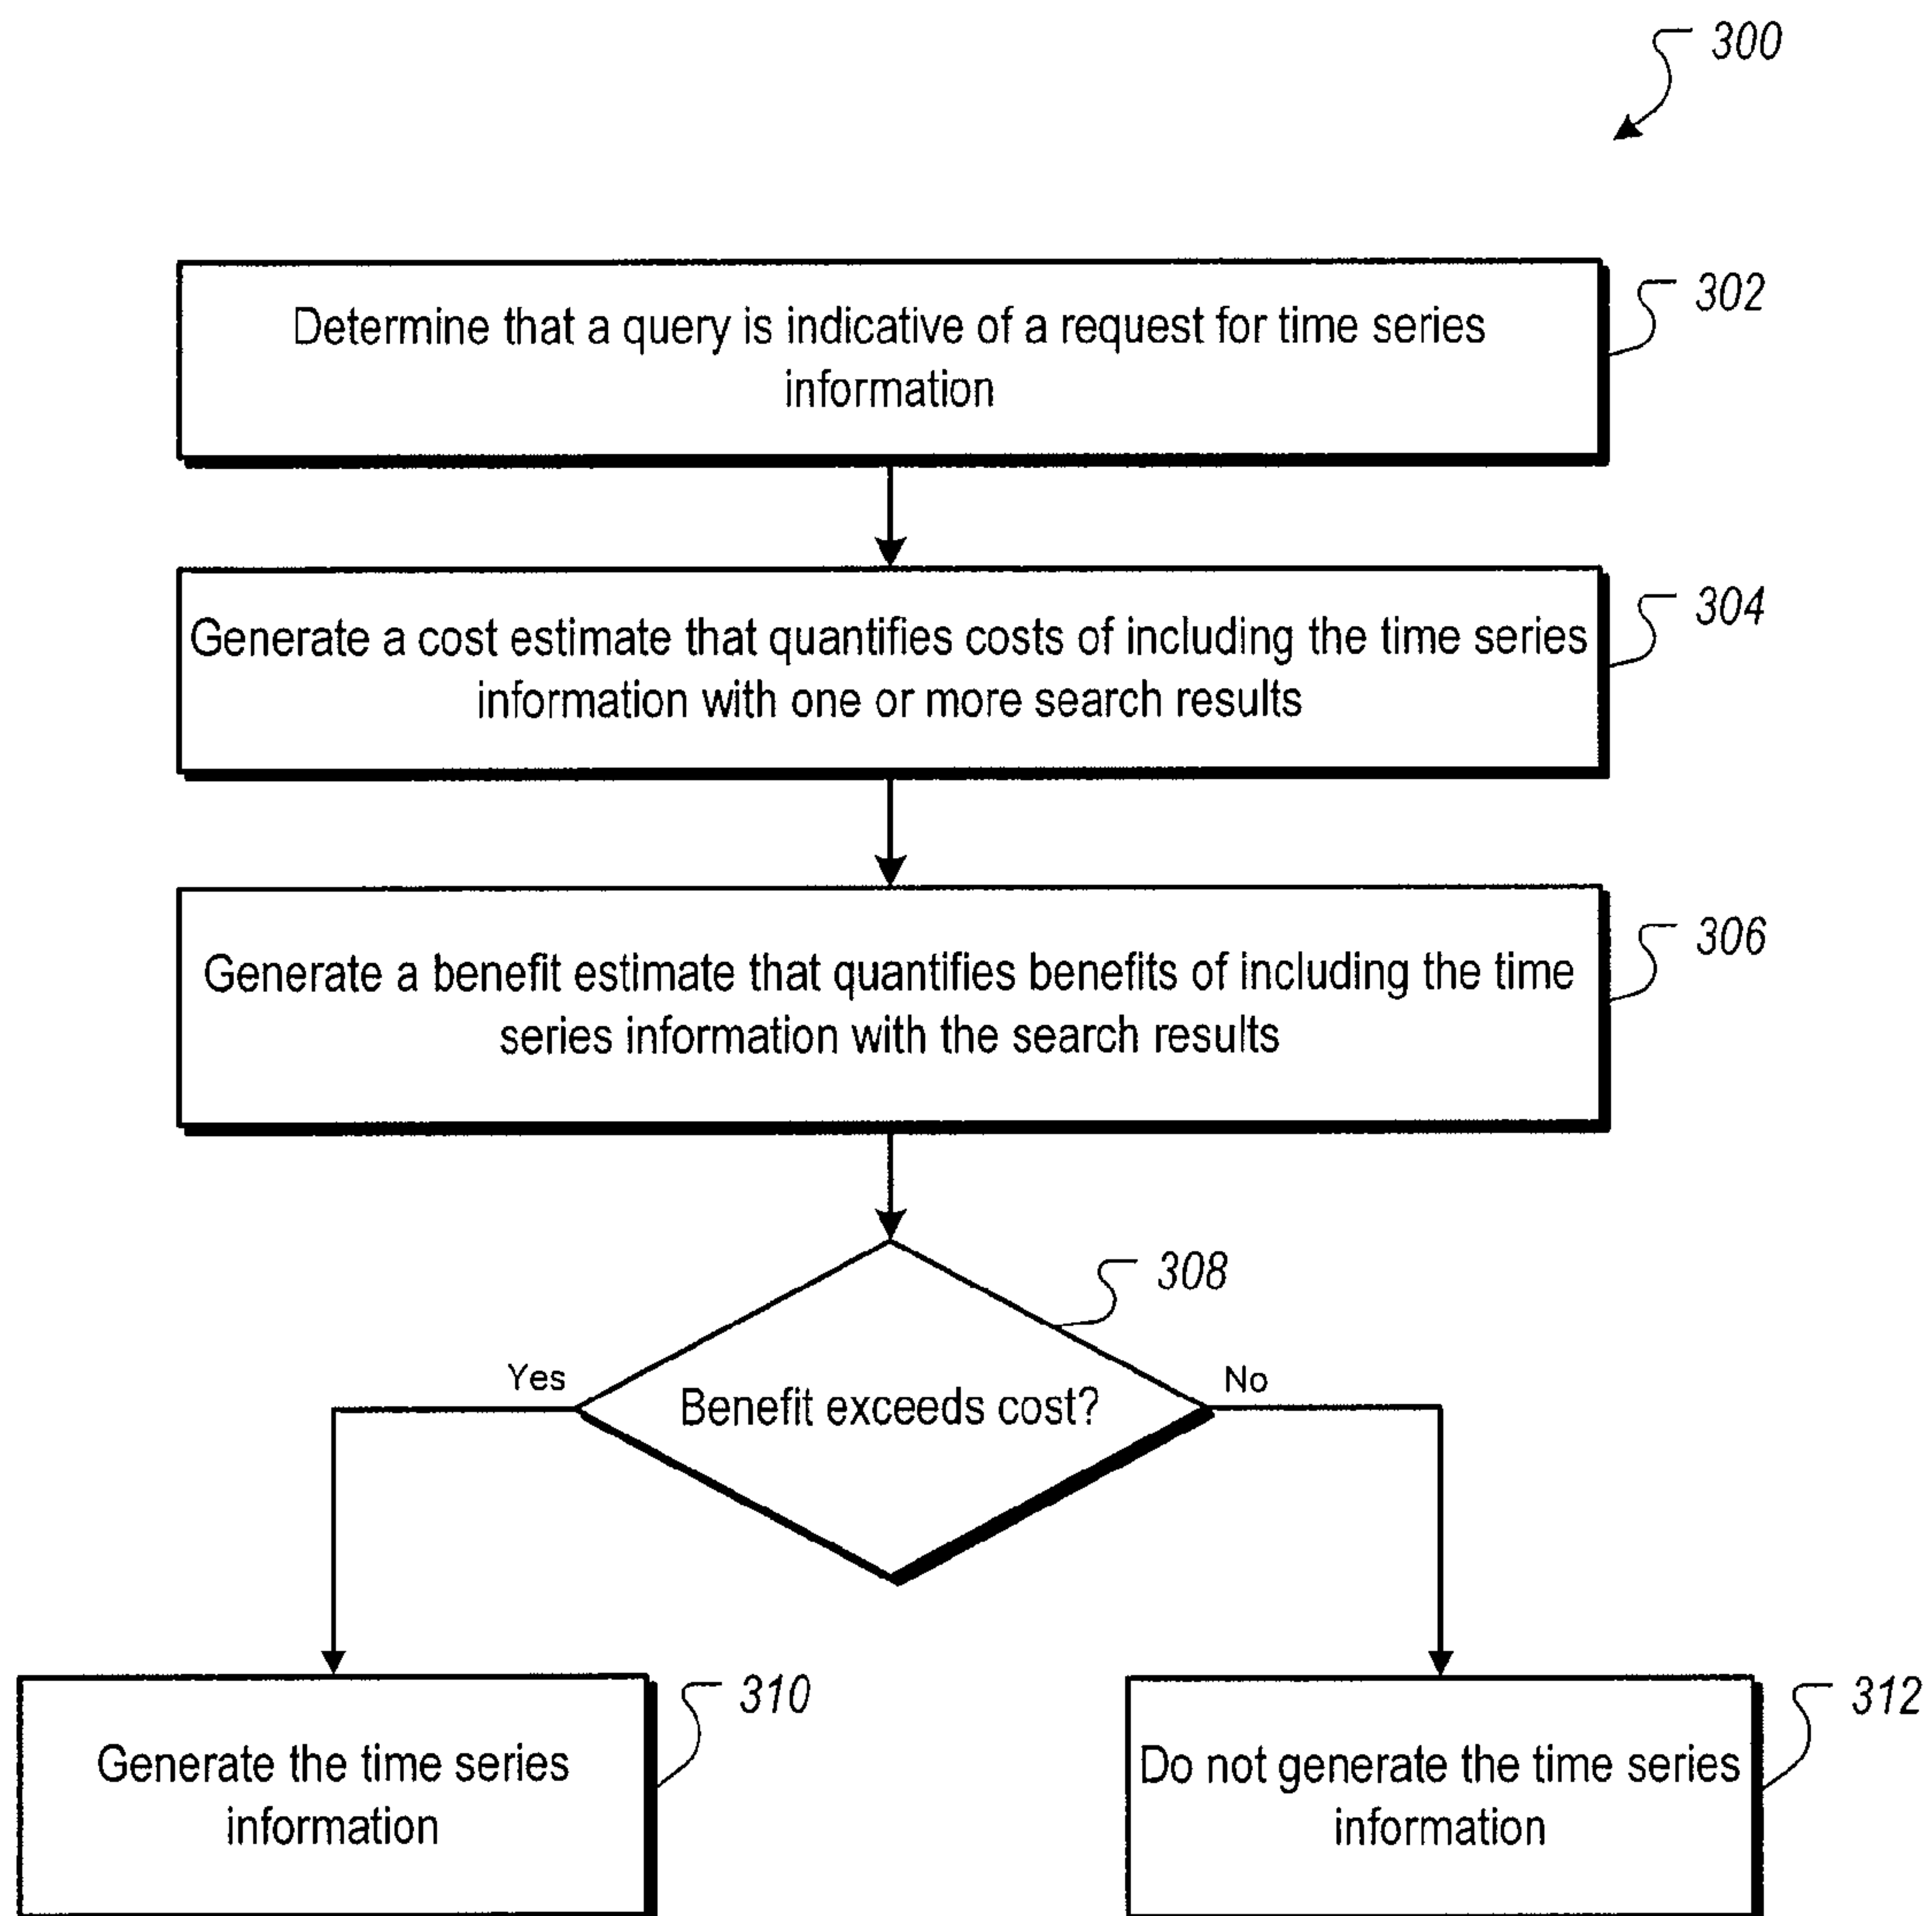 300
Determine that a query is indicative of a request for time series
information
302
Generate a cost estimate that quantifies costs of including the time series
information with one or more search results
304
Generate a benefit estimate that quantifies benefits of including the time
series information with the search results
306
308
Yes
Benefit exceeds cost?
No
Generate the time series
information
310
Do not generate the time series
information
312